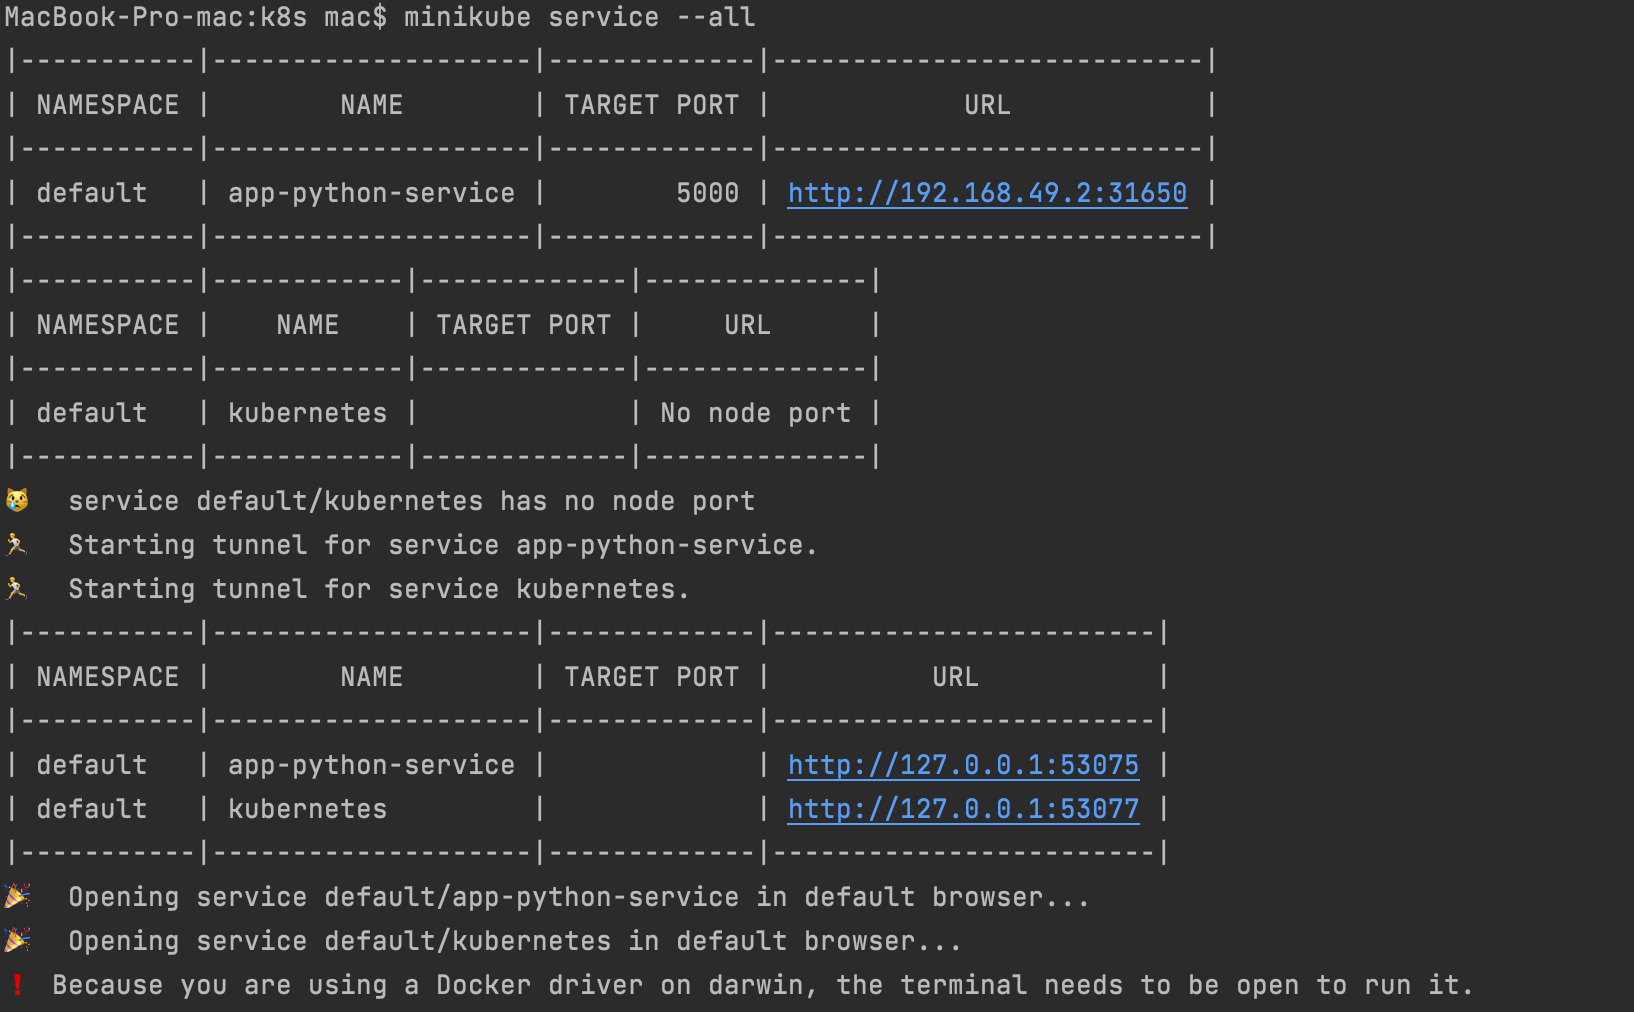 MacBook-Pro-mac:k8s mac$ minikube service --all
|-----------|--------------------|-------------|---------------------------|
| NAMESPACE |        NAME        | TARGET PORT |            URL            |
|-----------|--------------------|-------------|---------------------------|
| default   | app-python-service |        5000 | http://192.168.49.2:31650 |
|-----------|--------------------|-------------|---------------------------|
|-----------|------------|-------------|--------------|
| NAMESPACE |    NAME    | TARGET PORT |     URL      |
|-----------|------------|-------------|--------------|
| default   | kubernetes |             | No node port |
|-----------|------------|-------------|--------------|
😿  service default/kubernetes has no node port
🏃  Starting tunnel for service app-python-service.
🏃  Starting tunnel for service kubernetes.
|-----------|--------------------|-------------|------------------------|
| NAMESPACE |        NAME        | TARGET PORT |          URL           |
|-----------|--------------------|-------------|------------------------|
| default   | app-python-service |             | http://127.0.0.1:53075 |
| default   | kubernetes         |             | http://127.0.0.1:53077 |
|-----------|--------------------|-------------|------------------------|
🎉  Opening service default/app-python-service in default browser...
🎉  Opening service default/kubernetes in default browser...
❗  Because you are using a Docker driver on darwin, the terminal needs to be open to run it.